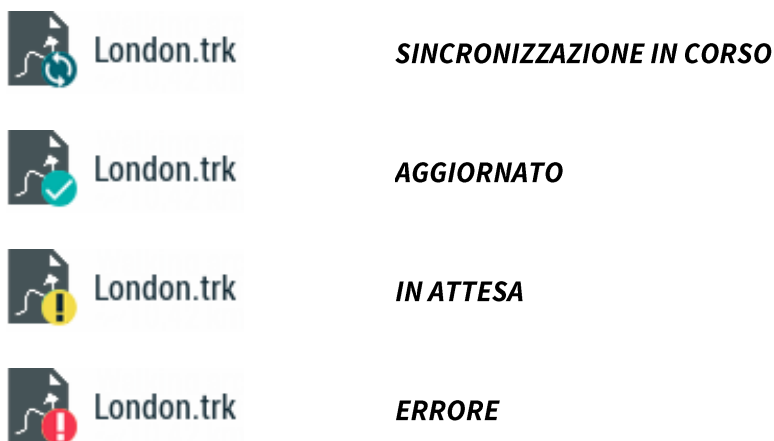 London.trk SINCRONIZZAZIONE IN CORSO
London.trk AGGIORNATO
London.trk IN ATTESA
London.trk ERRORE